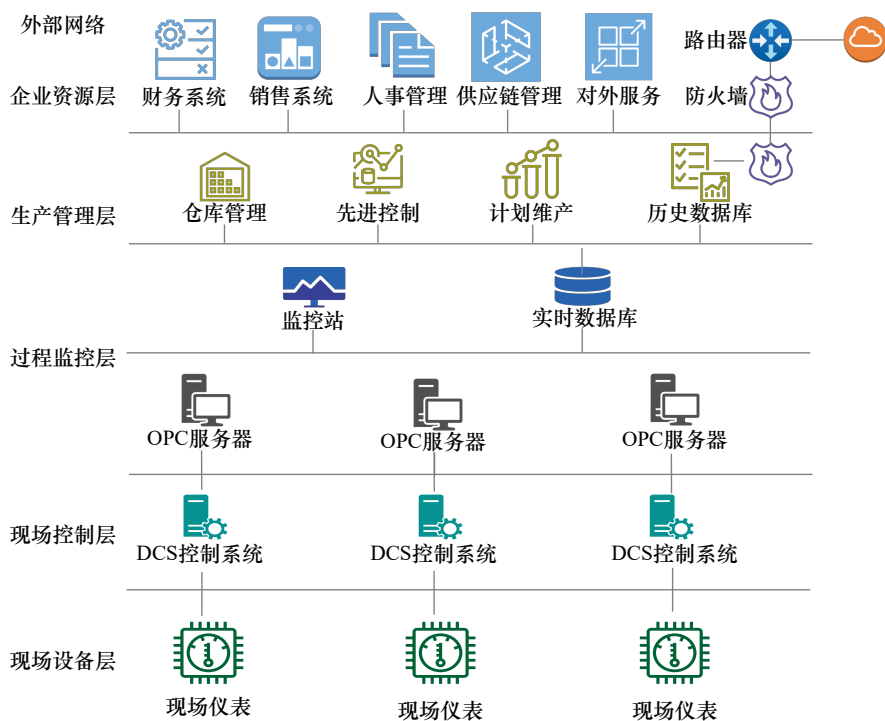 外部网络
路由器
企业资源层
财务系统
销售系统
人事管理
供应链管理
对外服务
防火墙
生产管理层
仓库管理
先进控制
计划维产
历史数据库
监控站
实时数据库
过程监控层
OPC服务器
OPC服务器
OPC服务器
现场控制层
DCS控制系统
DCS控制系统
DCS控制系统
现场设备层
现场仪表
现场仪表
现场仪表